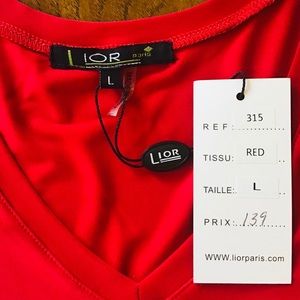 LIOR
PARIS
L
LIOR
REF: 315
TISSU: RED
TAILLE: L
PRIX: 139
WWW.liorparis.COM